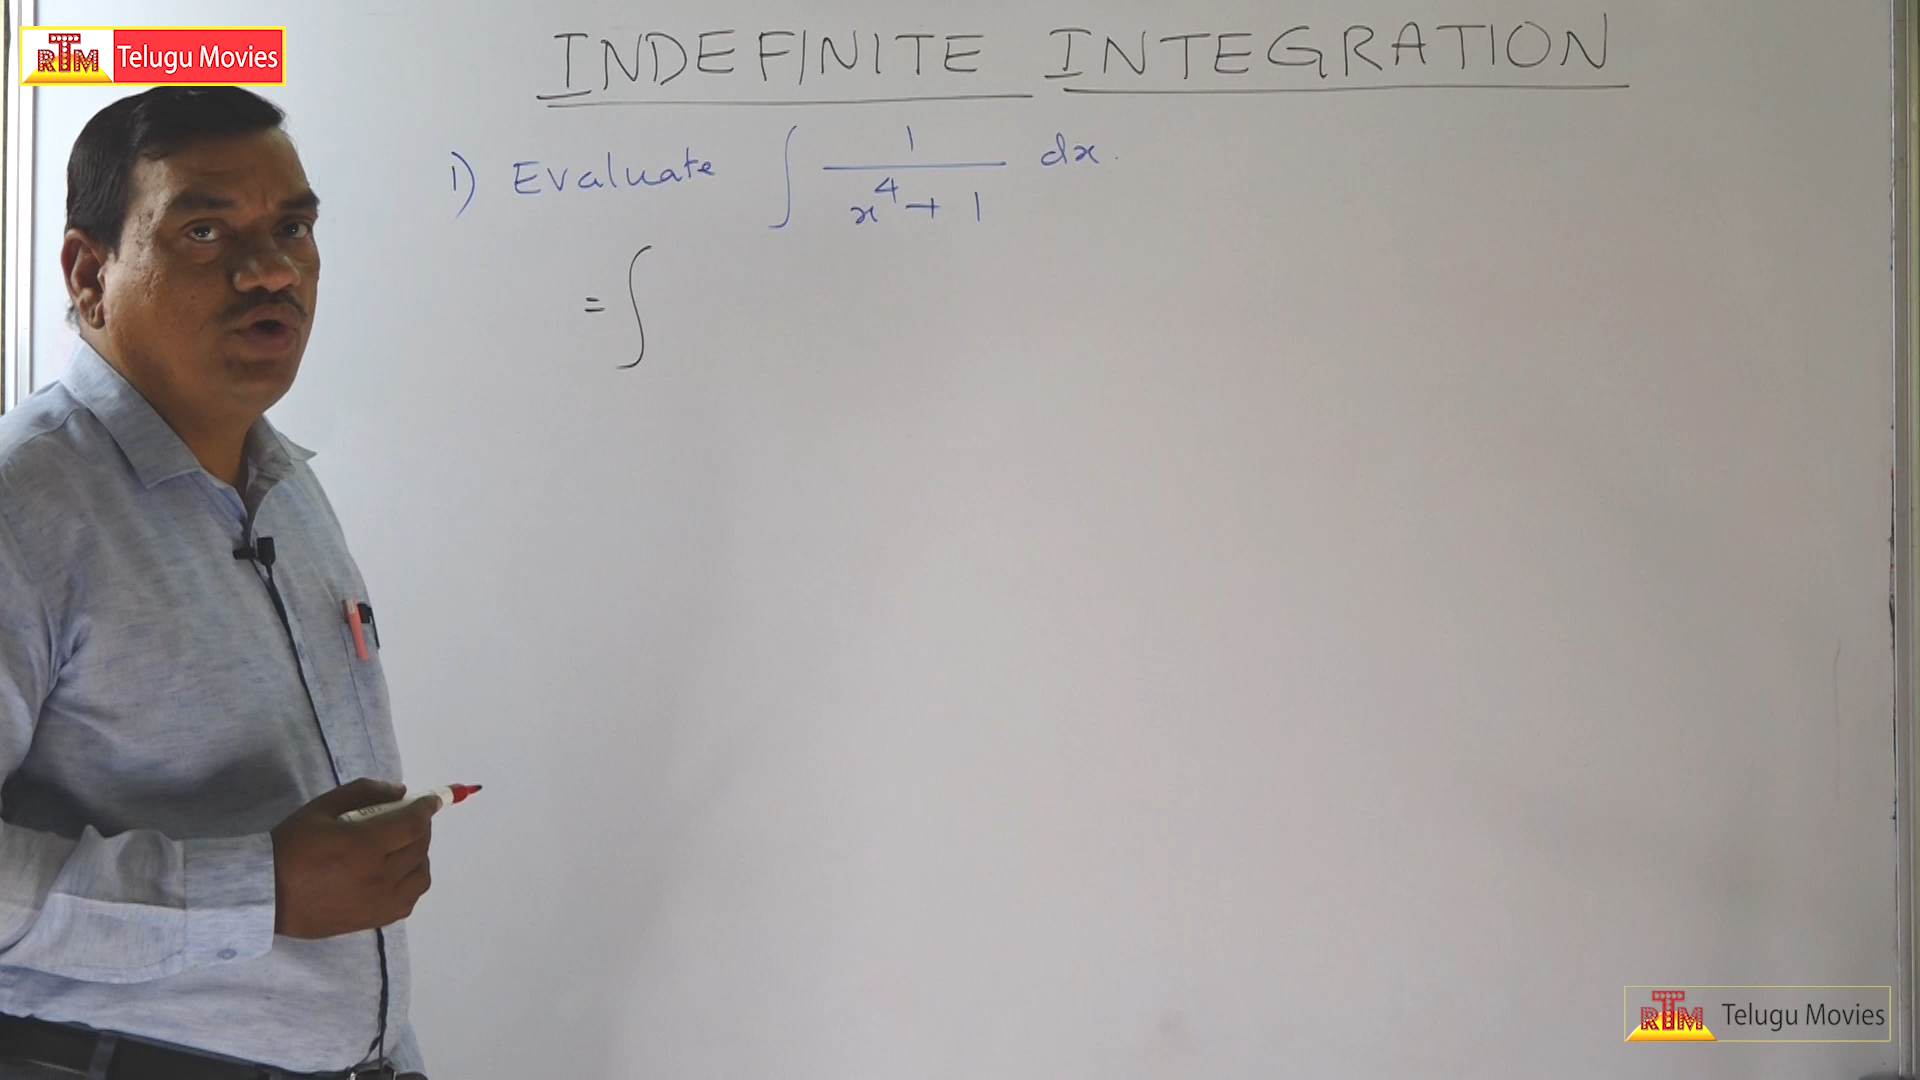 RTM Telugu Movies
INDEFINITE INTEGRATION
1) Evaluate ∫ 1/(x⁴ + 1) dx.
= ∫
RTM Telugu Movies